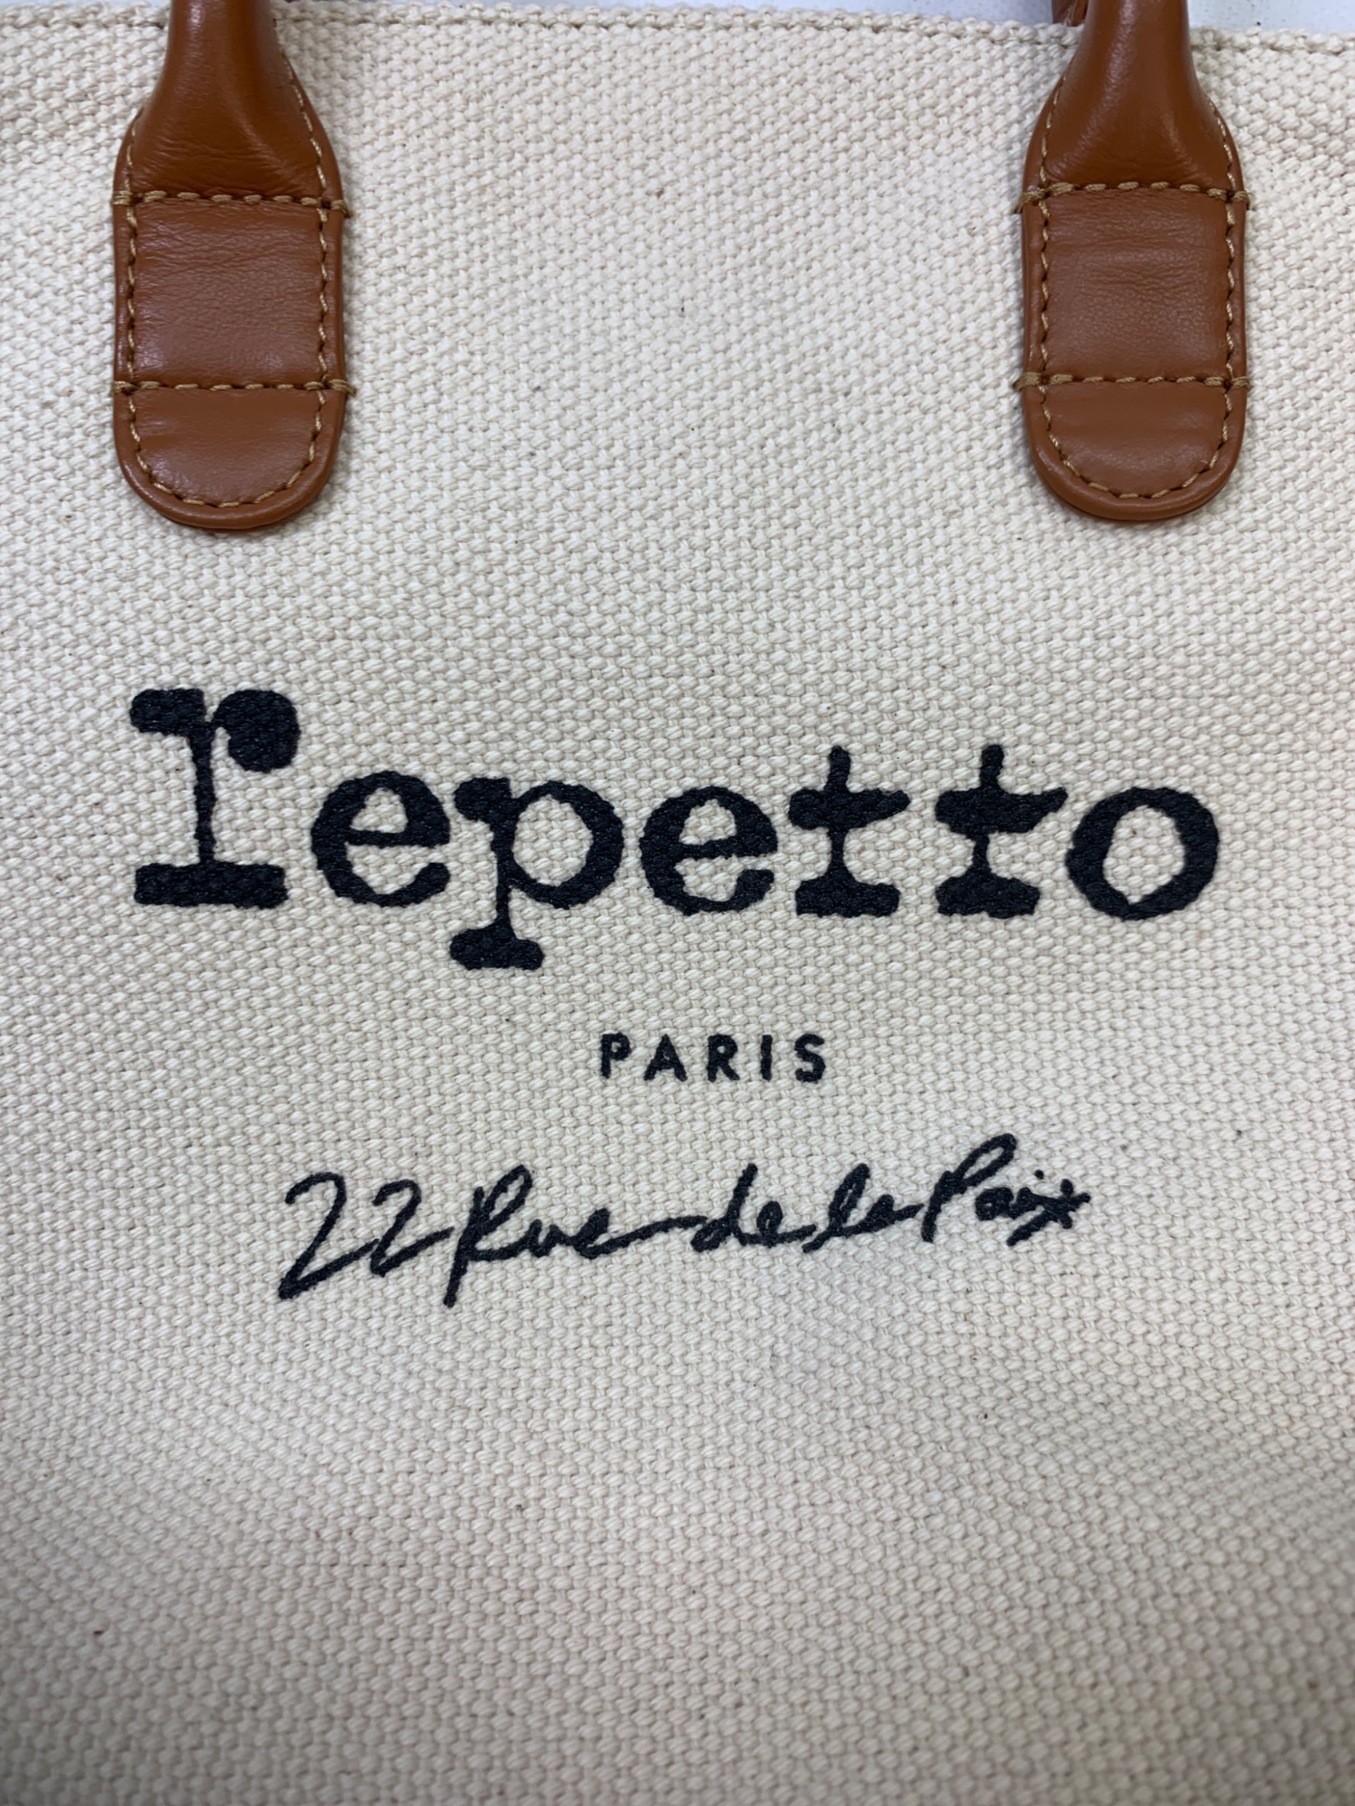 repetto
PARIS
22 Rue de la Paix